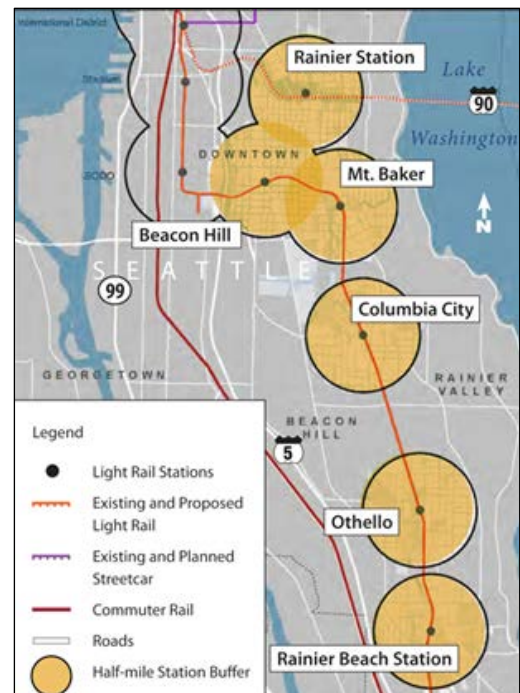 International District
Rainier Station
Lake
Stadium
90
Washington
DOWNTOWN
Mt. Baker
SODO
N
Beacon Hill
SEATTLE
99
Columbia City
GEORGETOWN
RAINIER
VALLEY
BEACON
HILL
5
Othello
Rainier Beach Station
Legend
Light Rail Stations
Existing and Proposed
Light Rail
Existing and Planned
Streetcar
Commuter Rail
Roads
Half-mile Station Buffer